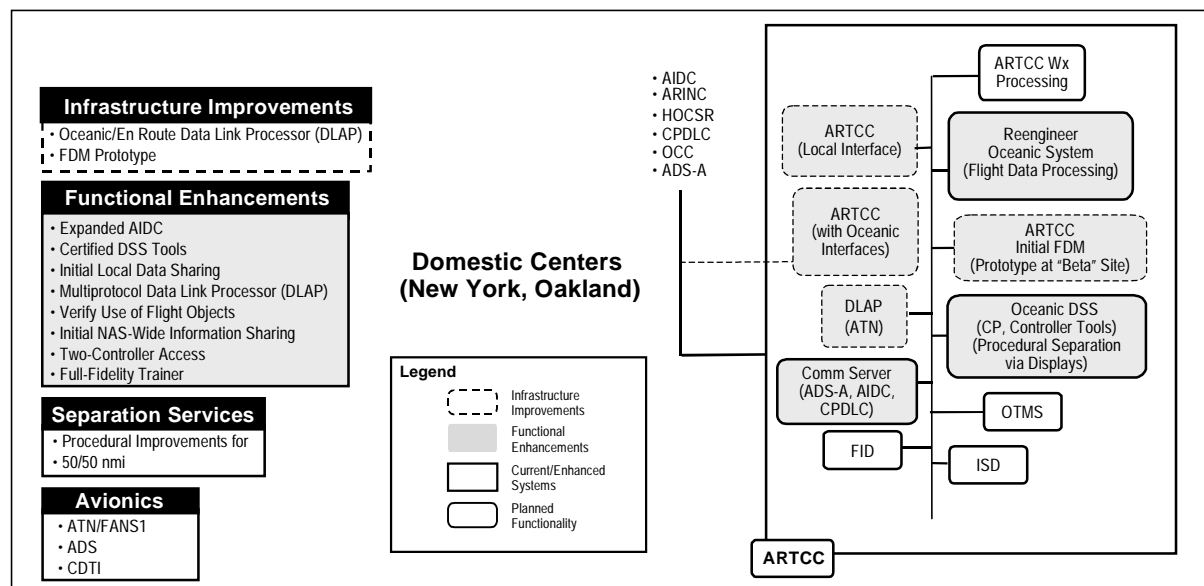 Infrastructure Improvements
• Oceanic/En Route Data Link Processor (DLAP)
• FDM Prototype
Functional Enhancements
• Expanded AIDC
• Certified DSS Tools
• Initial Local Data Sharing
• Multiprotocol Data Link Processor (DLAP)
• Verify Use of Flight Objects
• Initial NAS-Wide Information Sharing
• Two-Controller Access
• Full-Fidelity Trainer
Separation Services
• Procedural Improvements for
• 50/50 nmi
Avionics
• ATN/FANS1
• ADS
• CDTI
Domestic Centers
(New York, Oakland)
Legend
Infrastructure
Improvements
Functional
Enhancements
Current/Enhanced
Systems
Planned
Functionality
• AIDC
• ARINC
• HOCSR
• CPDLC
• OCC
• ADS-A
ARTCC Wx
Processing
ARTCC
(Local Interface)
Reengineer
Oceanic System
(Flight Data Processing)
ARTCC
(with Oceanic
Interfaces)
ARTCC
Initial FDM
(Prototype at “Beta” Site)
DLAP
(ATN)
Oceanic DSS
(CP, Controller Tools)
(Procedural Separation
via Displays)
Comm Server
(ADS-A, AIDC,
CPDLC)
OTMS
FID
ISD
ARTCC